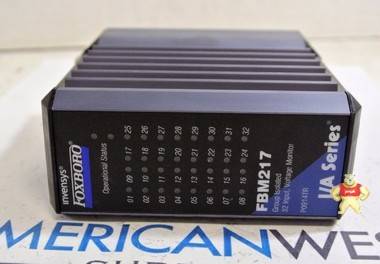 invensys
FOXBORO
Operational Status
01 09 17 25
02 10 18 26
03 11 19 27
04 12 20 28
05 13 21 29
06 14 22 30
07 15 23 31
08 16 24 32
FBM217
Group Isolated
32 Input, Voltage Monitor
P0914TR
I/A Series
MERICANWES